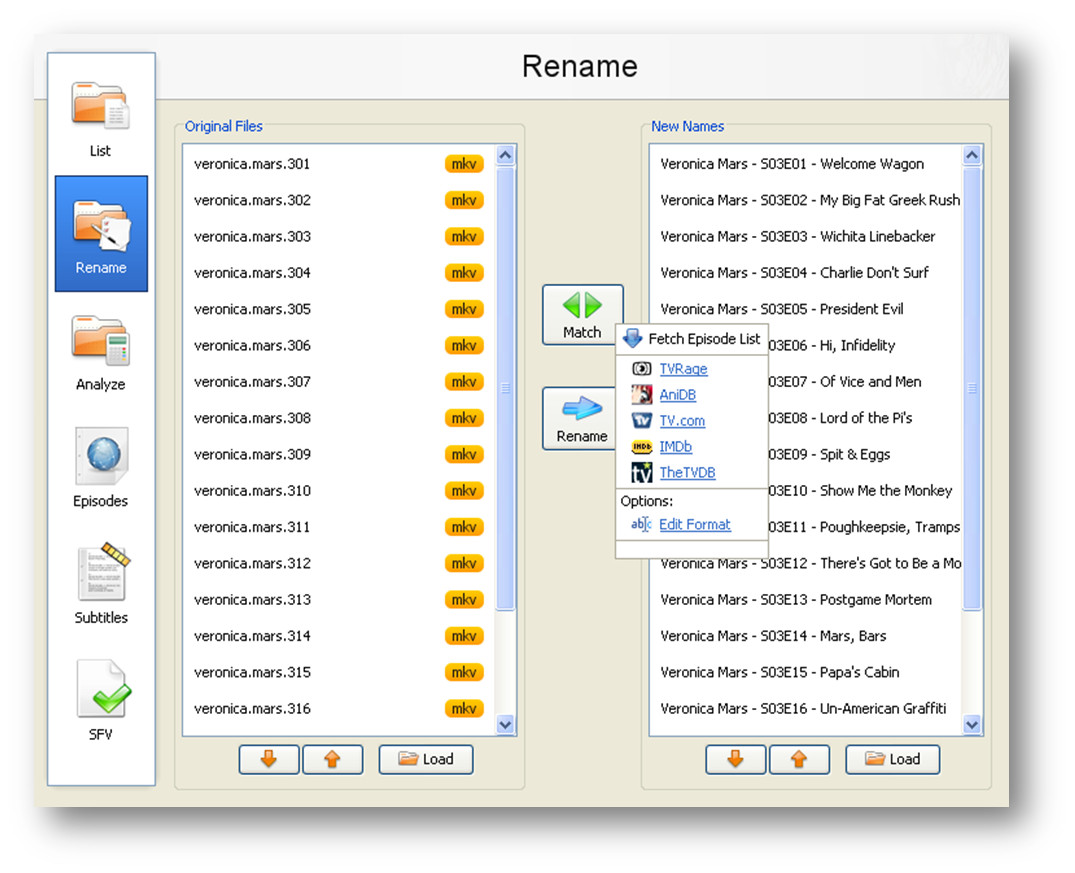 Rename
List
Rename
Analyze
Episodes
Subtitles
SFV
Original Files
veronica.mars.301 mkv
veronica.mars.302 mkv
veronica.mars.303 mkv
veronica.mars.304 mkv
veronica.mars.305 mkv
veronica.mars.306 mkv
veronica.mars.307 mkv
veronica.mars.308 mkv
veronica.mars.309 mkv
veronica.mars.310 mkv
veronica.mars.311 mkv
veronica.mars.312 mkv
veronica.mars.313 mkv
veronica.mars.314 mkv
veronica.mars.315 mkv
veronica.mars.316 mkv
Load
Match
Rename
Fetch Episode List
TVRage
AniDB
TV.com
IMDb
TheTVDB
Options:
Edit Format
New Names
Veronica Mars - S03E01 - Welcome Wagon
Veronica Mars - S03E02 - My Big Fat Greek Rush
Veronica Mars - S03E03 - Wichita Linebacker
Veronica Mars - S03E04 - Charlie Don't Surf
Veronica Mars - S03E05 - President Evil
03E06 - Hi, Infidelity
03E07 - Of Vice and Men
03E08 - Lord of the Pi's
03E09 - Spit & Eggs
03E10 - Show Me the Monkey
03E11 - Poughkeepsie, Tramps
Veronica Mars - S03E12 - There's Got to Be a Mo
Veronica Mars - S03E13 - Postgame Mortem
Veronica Mars - S03E14 - Mars, Bars
Veronica Mars - S03E15 - Papa's Cabin
Veronica Mars - S03E16 - Un-American Graffiti
Load